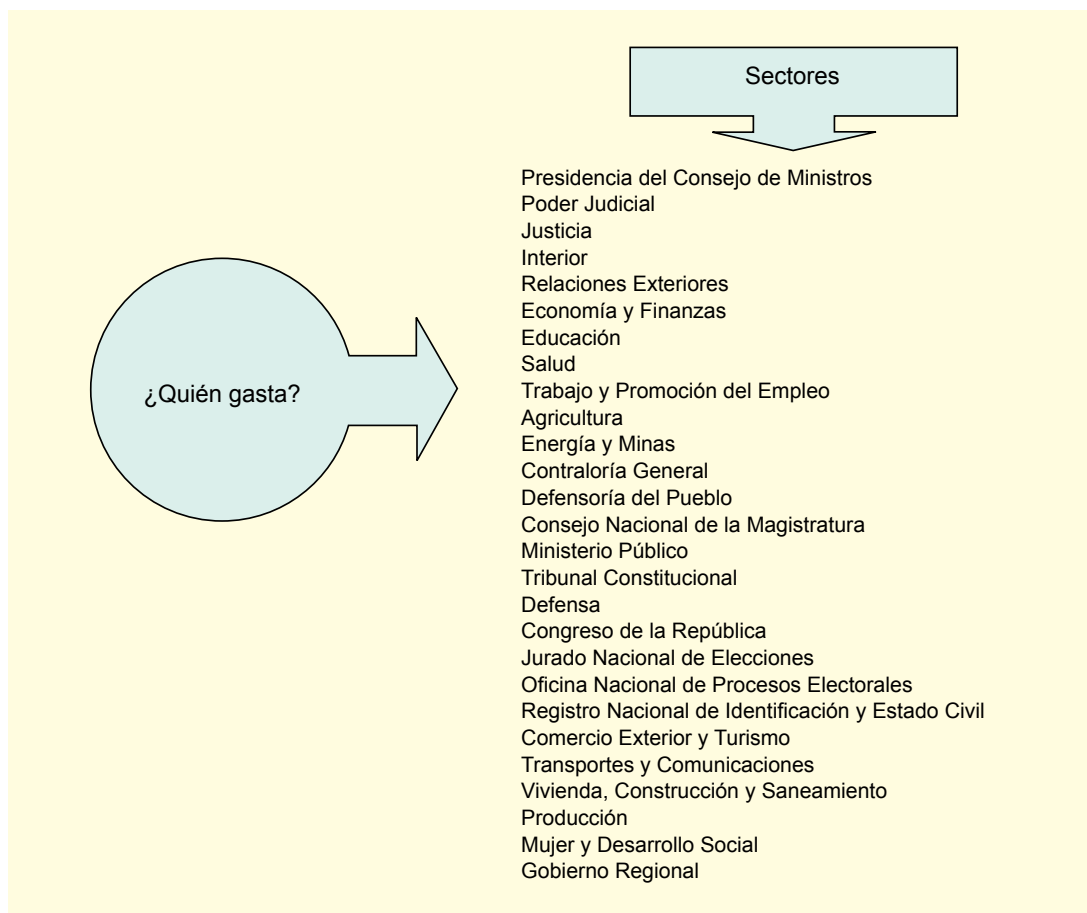 Sectores
¿Quién gasta?
Presidencia del Consejo de Ministros
Poder Judicial
Justicia
Interior
Relaciones Exteriores
Economía y Finanzas
Educación
Salud
Trabajo y Promoción del Empleo
Agricultura
Energía y Minas
Contraloría General
Defensoría del Pueblo
Consejo Nacional de la Magistratura
Ministerio Público
Tribunal Constitucional
Defensa
Congreso de la República
Jurado Nacional de Elecciones
Oficina Nacional de Procesos Electorales
Registro Nacional de Identificación y Estado Civil
Comercio Exterior y Turismo
Transportes y Comunicaciones
Vivienda, Construcción y Saneamiento
Producción
Mujer y Desarrollo Social
Gobierno Regional